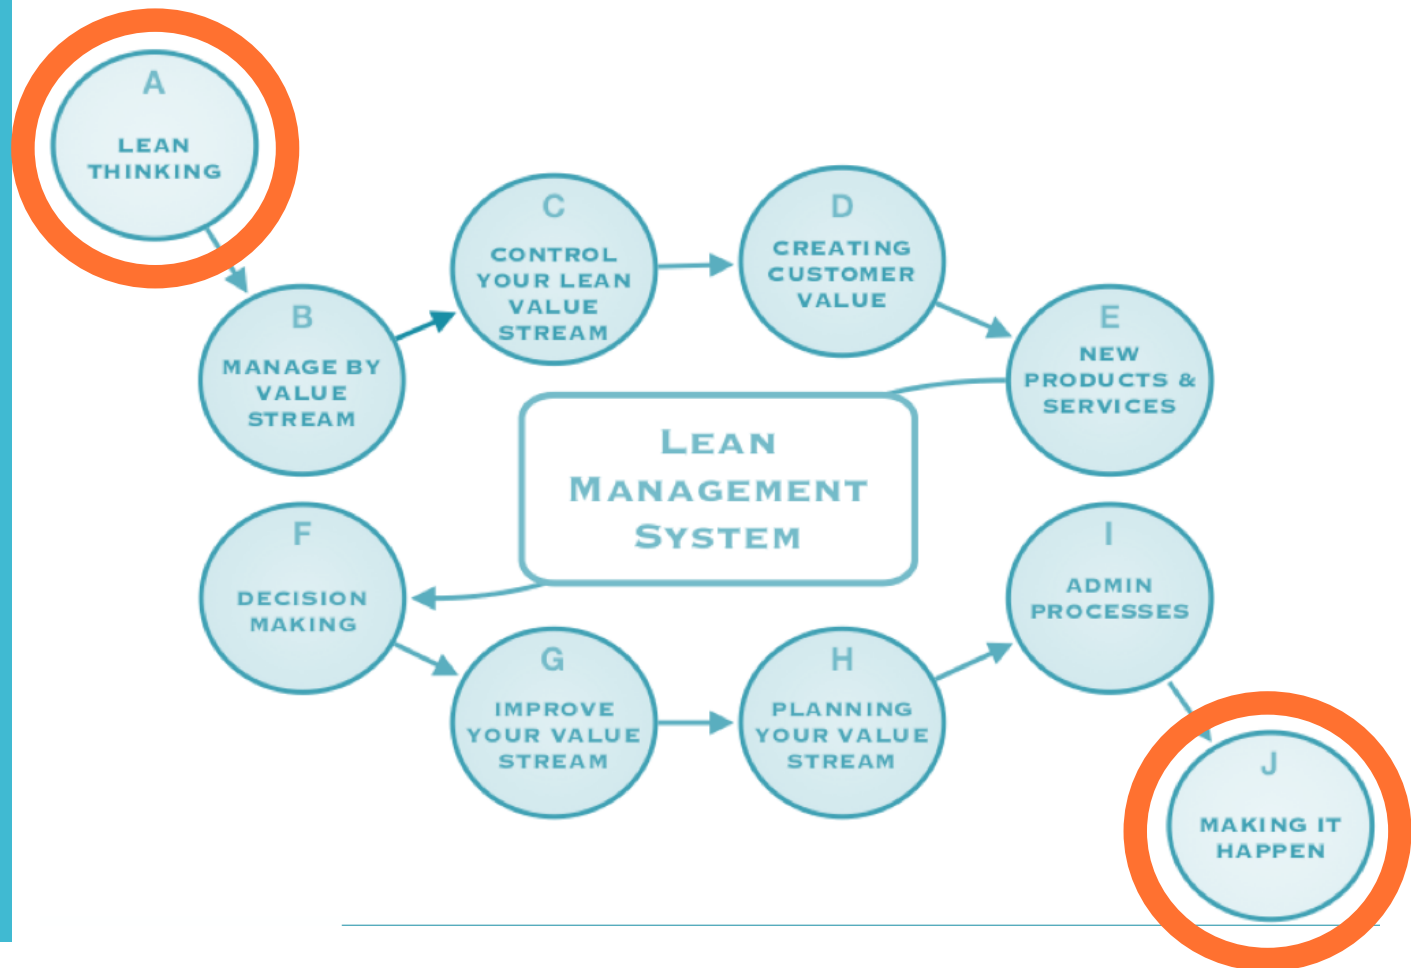 A
LEAN
THINKING
B
MANAGE BY
VALUE
STREAM
C
CONTROL
YOUR LEAN
VALUE
STREAM
D
CREATING
CUSTOMER
VALUE
E
NEW
PRODUCTS &
SERVICES
LEAN
MANAGEMENT
SYSTEM
F
DECISION
MAKING
G
IMPROVE
YOUR VALUE
STREAM
H
PLANNING
YOUR VALUE
STREAM
I
ADMIN
PROCESSES
J
MAKING IT
HAPPEN